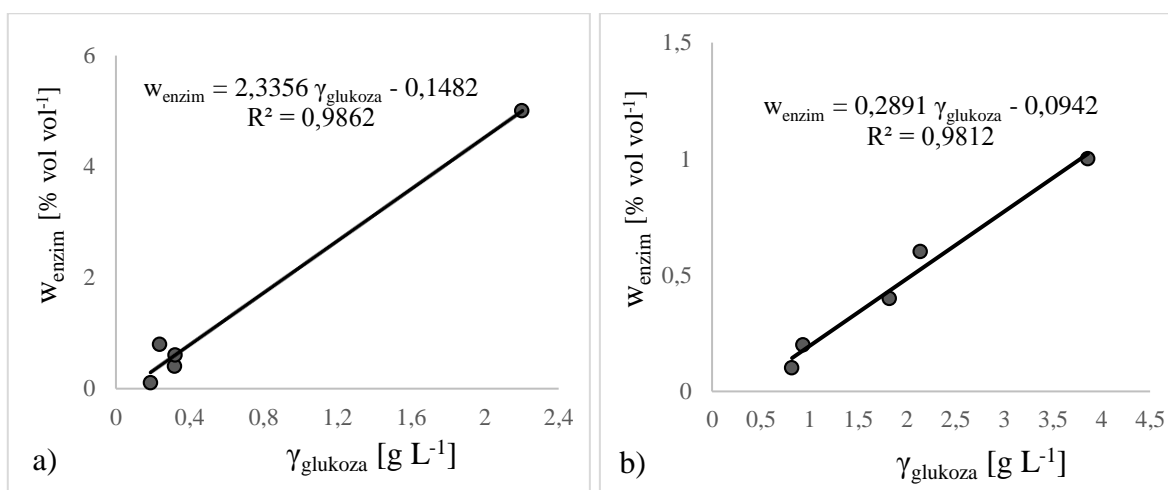 w_enzim = 2,3356 γ_glukoza - 0,1482
R² = 0,9862
w_enzim [% vol vol⁻¹]
6
4
2
0
0 0,4 0,8 1,2 1,6 2 2,4
a) γ_glukoza [g L⁻¹]
w_enzim = 0,2891 γ_glukoza - 0,0942
R² = 0,9812
w_enzim [% vol vol⁻¹]
1,5
1
0,5
0
0 0,5 1 1,5 2 2,5 3 3,5 4 4,5
b) γ_glukoza [g L⁻¹]